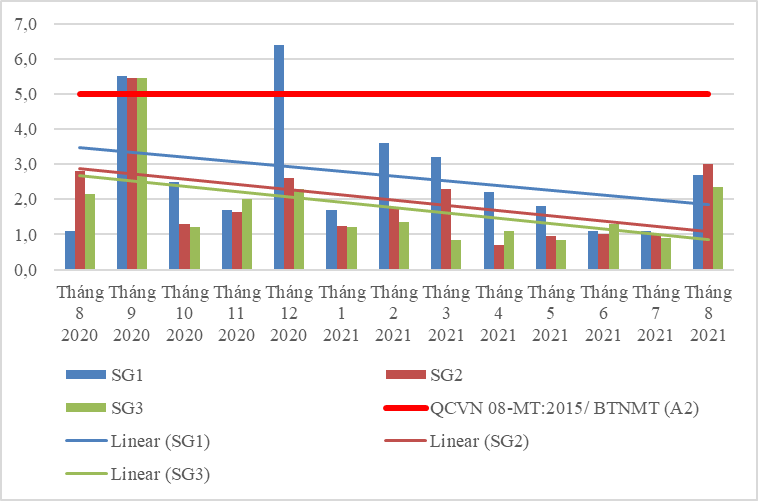 7,0
6,0
5,0
4,0
3,0
2,0
1,0
0,0
Tháng Tháng Tháng Tháng Tháng Tháng Tháng Tháng Tháng Tháng Tháng Tháng Tháng
8 9 10 11 12 1 2 3 4 5 6 7 8
2020 2020 2020 2020 2020 2021 2021 2021 2021 2021 2021 2021 2021
SG1 SG2
SG3 QCVN 08-MT:2015/ BTNMT (A2)
Linear (SG1) Linear (SG2)
Linear (SG3)